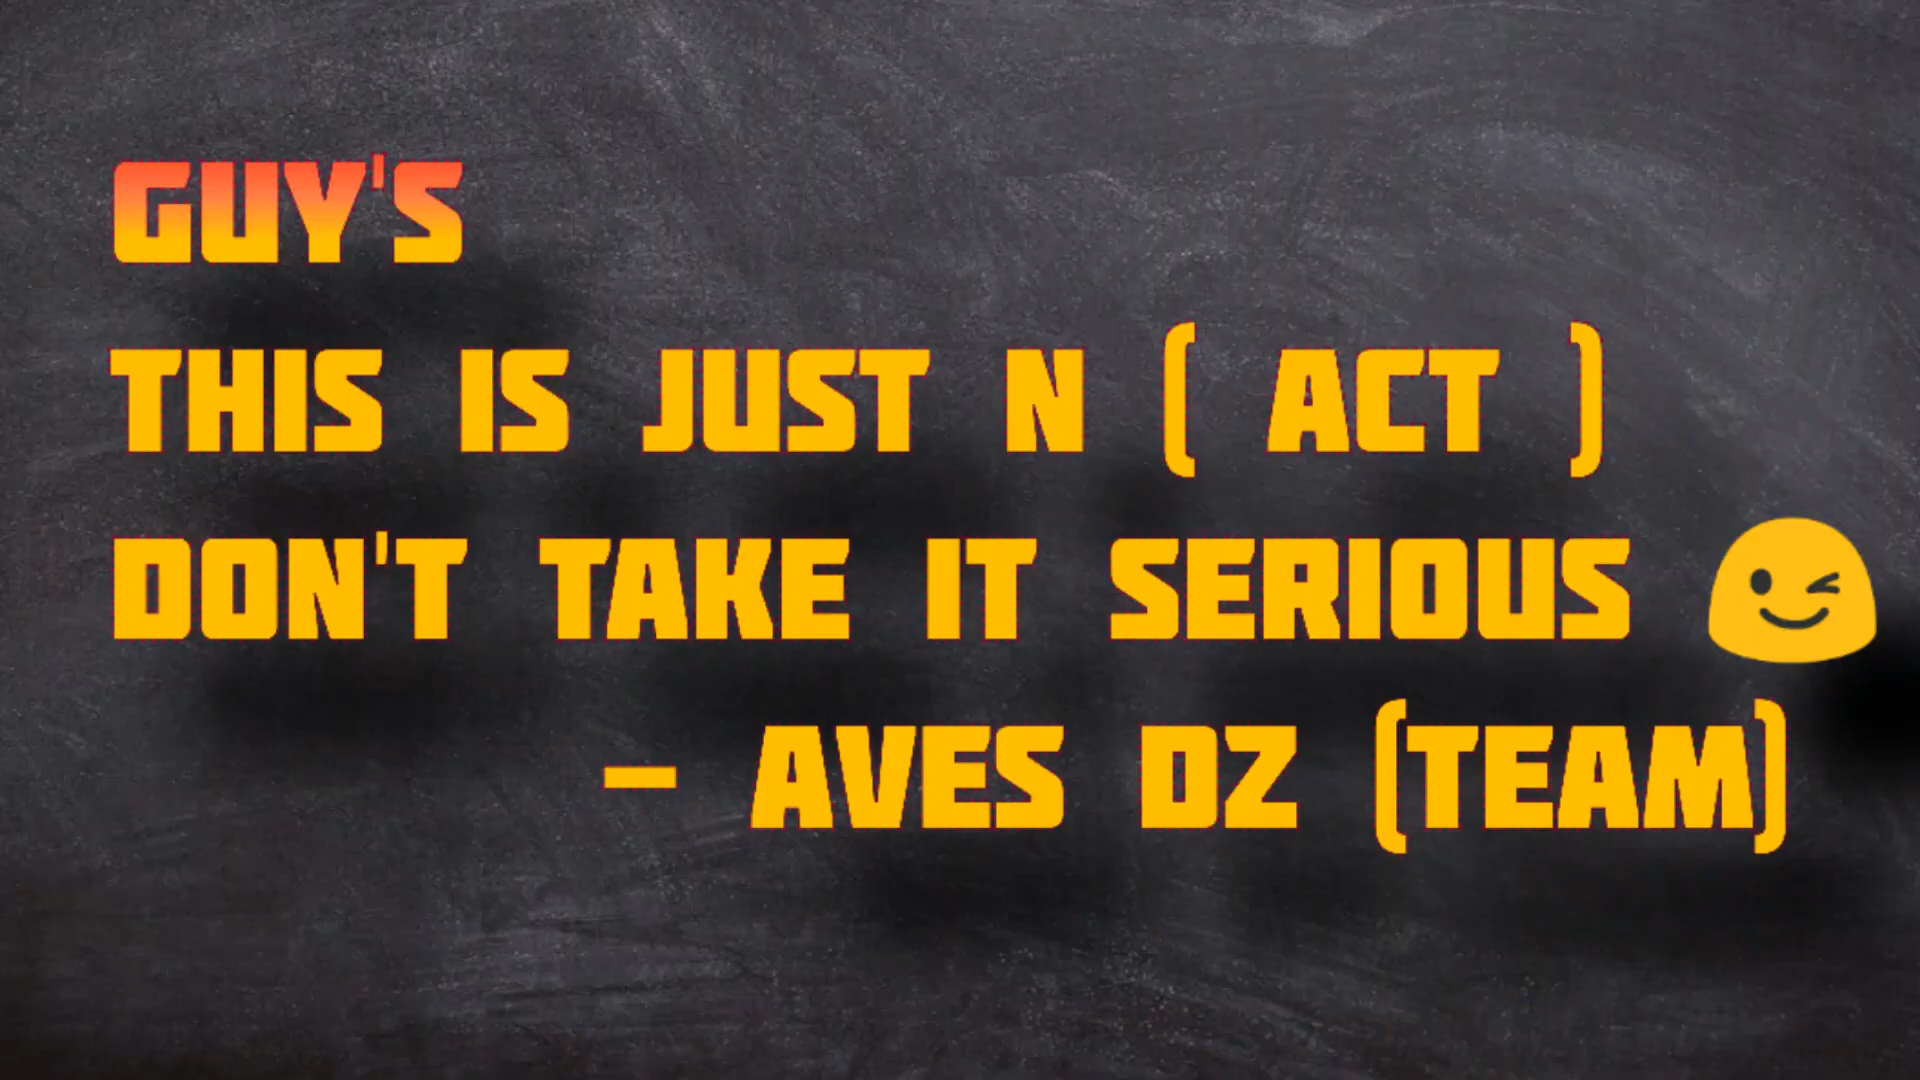 GUY'S
THIS IS JUST N ( ACT )
DON'T TAKE IT SERIOUS 😉
- AVES DZ (TEAM)